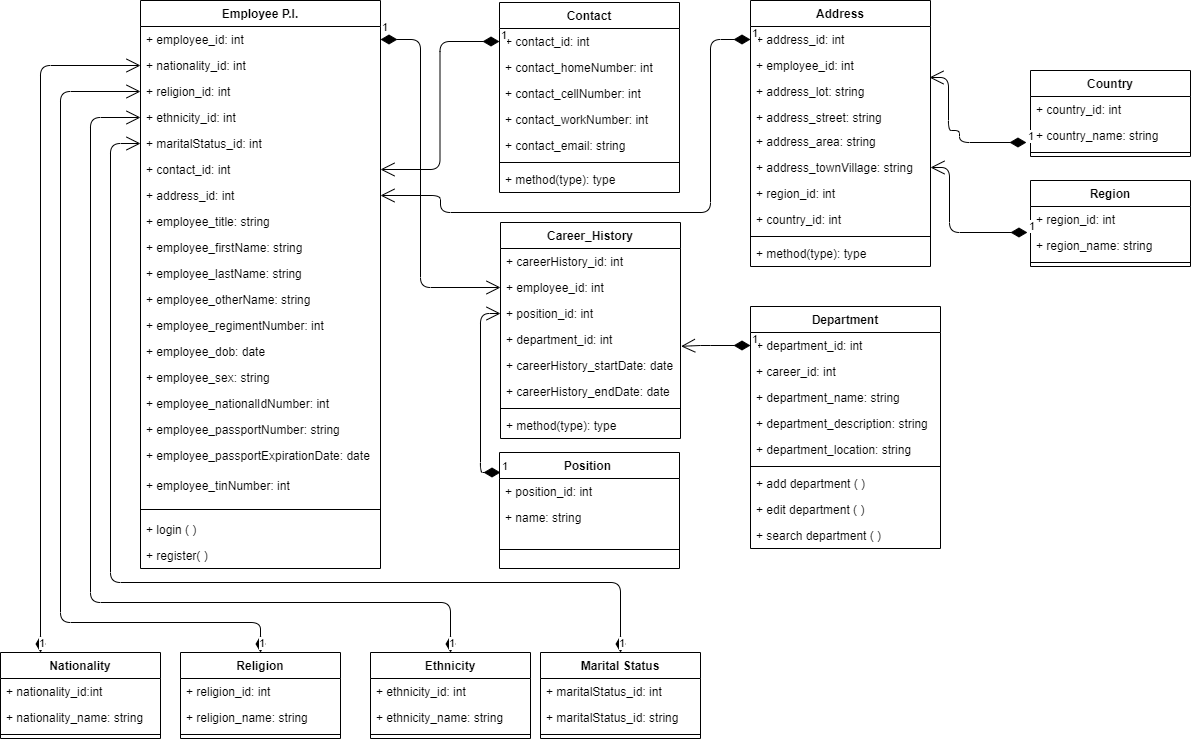 Employee P.I.
+ employee_id: int
+ nationality_id: int
+ religion_id: int
+ ethnicity_id: int
+ maritalStatus_id: int
+ contact_id: int
+ address_id: int
+ employee_title: string
+ employee_firstName: string
+ employee_lastName: string
+ employee_otherName: string
+ employee_regimentNumber: int
+ employee_dob: date
+ employee_sex: string
+ employee_nationalIdNumber: int
+ employee_passportNumber: string
+ employee_passportExpirationDate: date
+ employee_tinNumber: int
+ login ( )
+ register( )
1
Contact
1
+ contact_id: int
+ contact_homeNumber: int
+ contact_cellNumber: int
+ contact_workNumber: int
+ contact_email: string
+ method(type): type
Address
1
+ address_id: int
+ employee_id: int
+ address_lot: string
+ address_street: string
+ address_area: string
+ address_townVillage: string
+ region_id: int
+ country_id: int
+ method(type): type
Country
+ country_id: int
1
+ country_name: string
Region
1
+ region_id: int
+ region_name: string
Career_History
+ careerHistory_id: int
+ employee_id: int
+ position_id: int
+ department_id: int
+ careerHistory_startDate: date
+ careerHistory_endDate: date
+ method(type): type
Department
1
+ department_id: int
+ career_id: int
+ department_name: string
+ department_description: string
+ department_location: string
+ add department ( )
+ edit department ( )
+ search department ( )
1
Position
+ position_id: int
+ name: string
1
Nationality
+ nationality_id:int
+ nationality_name: string
1
Religion
+ religion_id: int
+ religion_name: string
1
Ethnicity
+ ethnicity_id: int
+ ethnicity_name: string
1
Marital Status
+ maritalStatus_id: int
+ maritalStatus_id: string